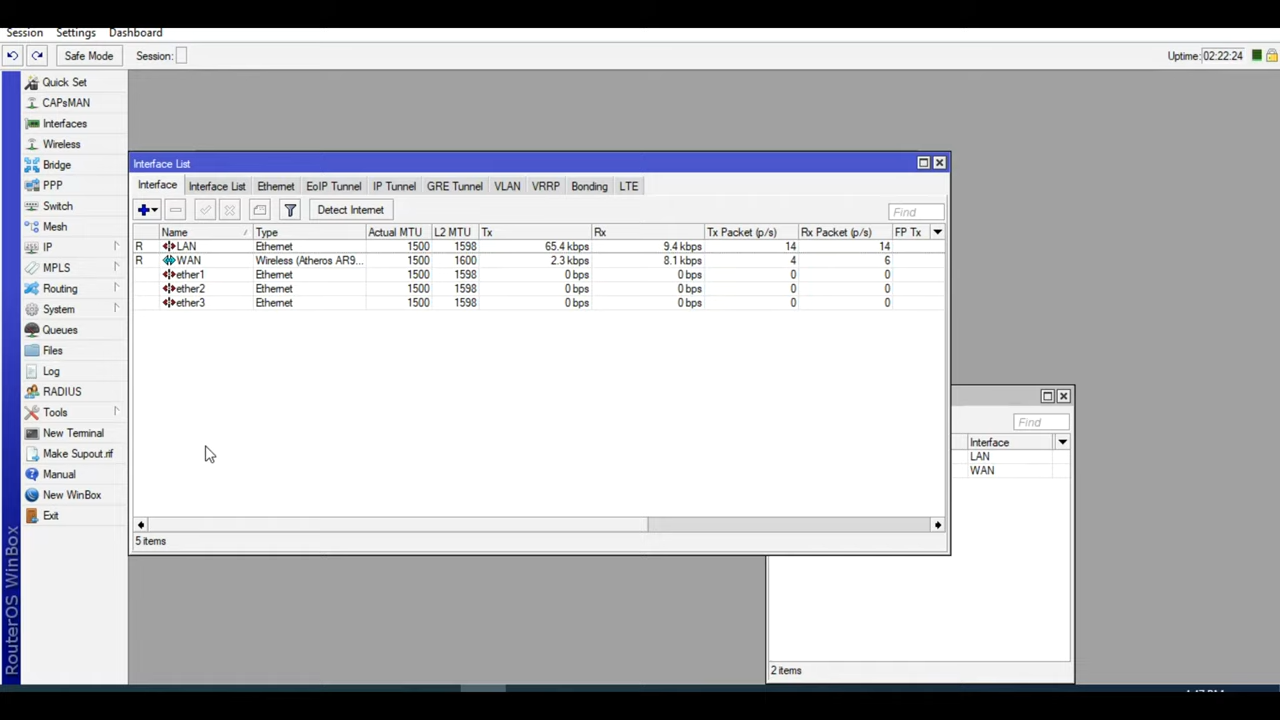 Session Settings Dashboard
Safe Mode Session: Uptime: 02:22:24
Quick Set
CAPsMAN
Interfaces
Wireless
Bridge
PPP
Switch
Mesh
IP
MPLS
Routing
System
Queues
Files
Log
RADIUS
Tools
New Terminal
Make Supout.rif
Manual
New WinBox
Exit
RouterOS WinBox
Interface List
Interface Interface List Ethernet EoIP Tunnel IP Tunnel GRE Tunnel VLAN VRRP Bonding LTE
Detect Internet Find
Name / Type Actual MTU L2 MTU Tx Rx Tx Packet (p/s) Rx Packet (p/s) FP Tx
R LAN Ethernet 1500 1598 65.4 kbps 9.4 kbps 14 14
R WAN Wireless (Atheros AR9... 1500 1600 2.3 kbps 8.1 kbps 4 6
ether1 Ethernet 1500 1598 0 bps 0 bps 0 0
ether2 Ethernet 1500 1598 0 bps 0 bps 0 0
ether3 Ethernet 1500 1598 0 bps 0 bps 0 0
5 items
Find
Interface
LAN
WAN
2 items